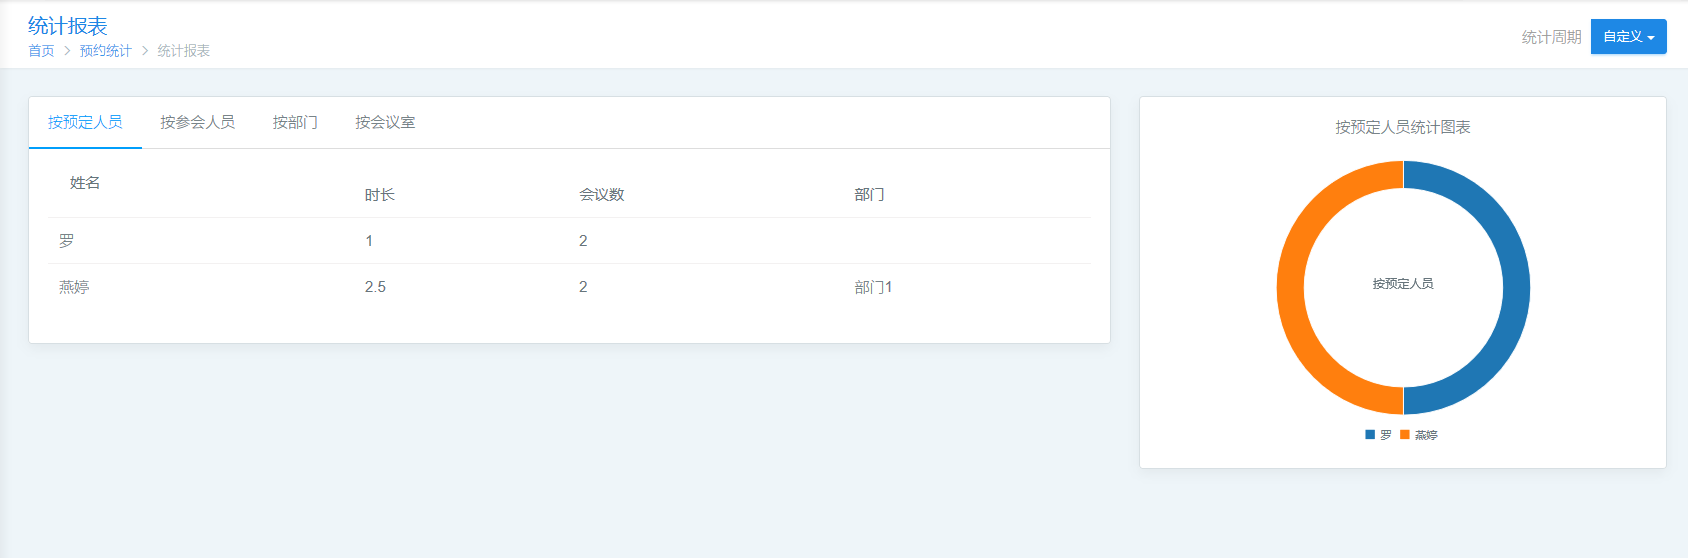 统计报表
首页 > 预约统计 > 统计报表
统计周期 自定义
按预定人员 按参会人员 按部门 按会议室
姓名 时长 会议数 部门
罗 1 2
燕婷 2.5 2 部门1
按预定人员统计图表
按预定人员
罗 燕婷